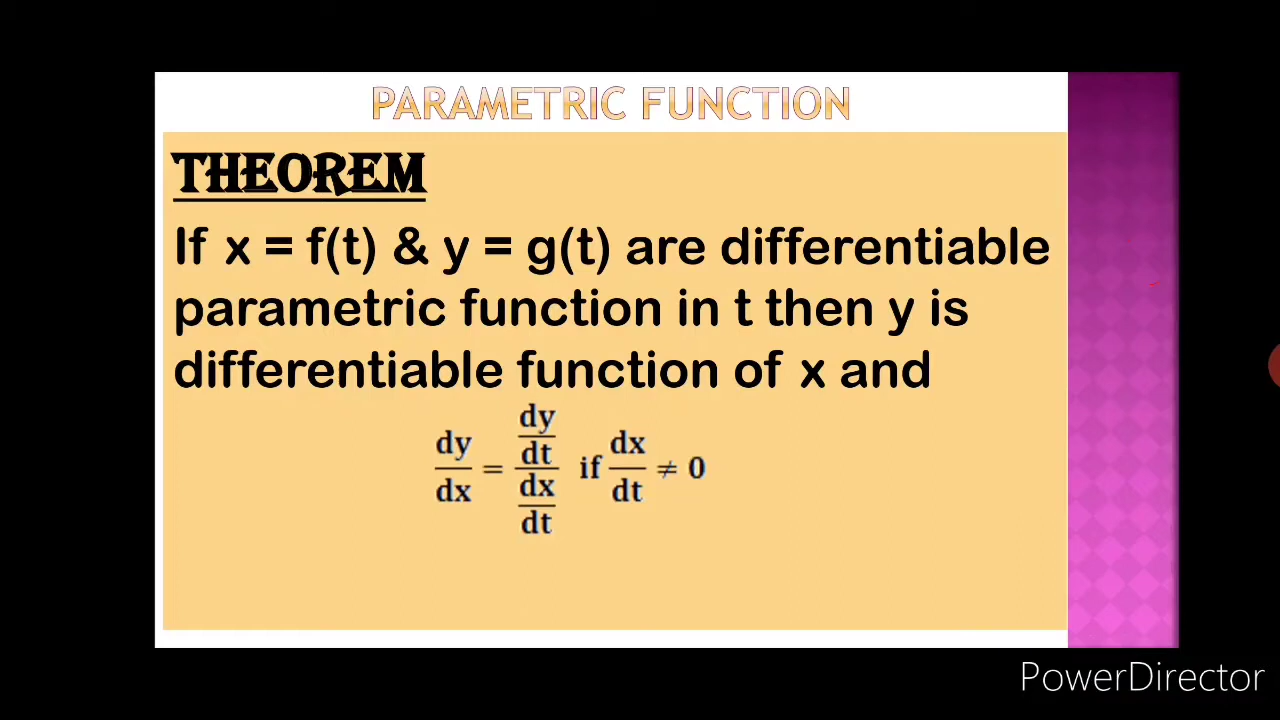 PARAMETRIC FUNCTION
THEOREM
If x = f(t) & y = g(t) are differentiable
parametric function in t then y is
differentiable function of x and
dy/dx = (dy/dt)/(dx/dt) if dx/dt ≠ 0
PowerDirector